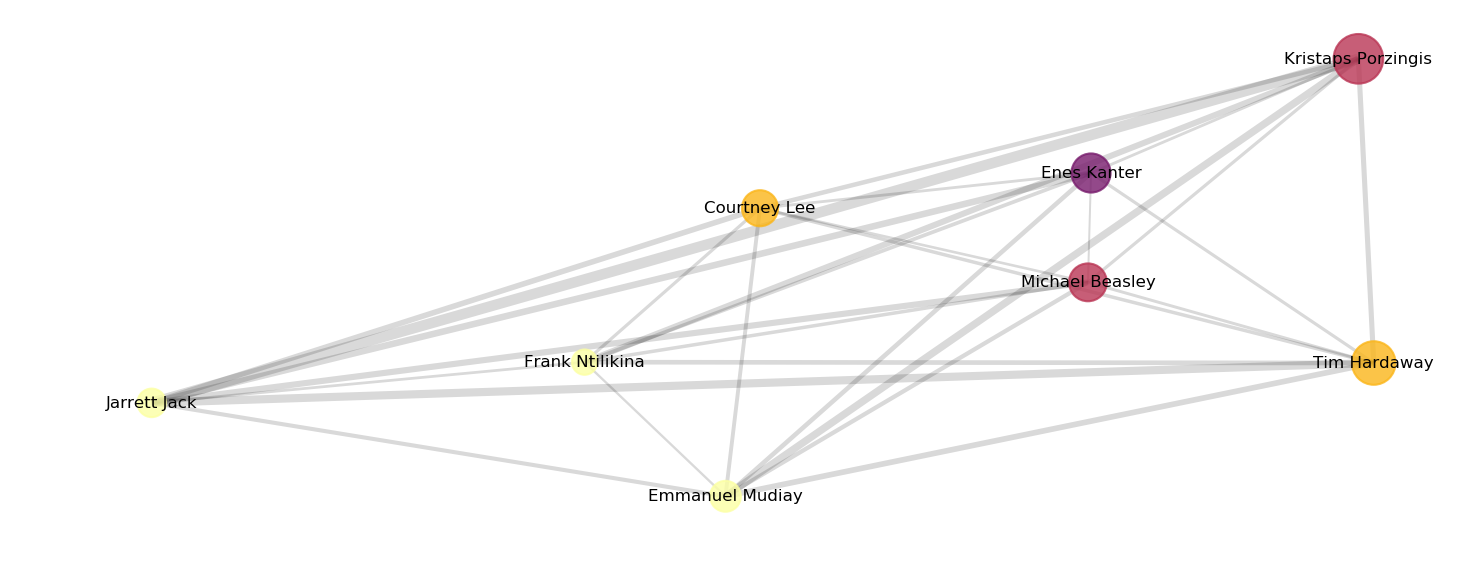 Kristaps Porzingis
Enes Kanter
Courtney Lee
Michael Beasley
Frank Ntilikina
Tim Hardaway
Jarrett Jack
Emmanuel Mudiay